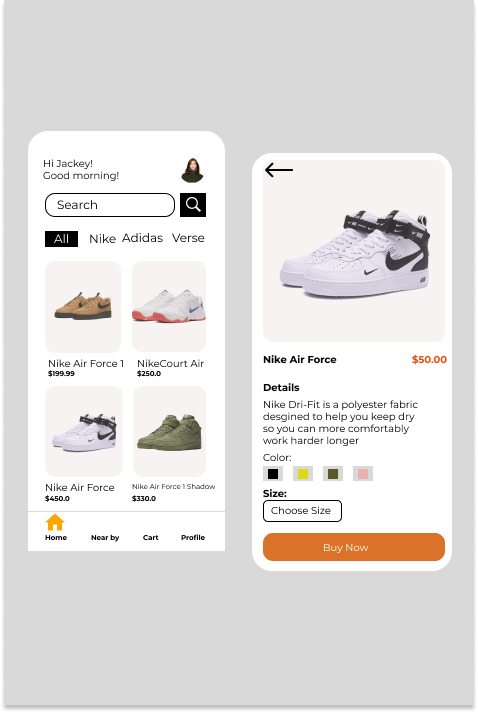 Hi Jackey!
Good morning!
Search
All Nike Adidas Verse
Nike Air Force 1 NikeCourt Air
$199.99 $250.0
Nike Air Force Nike Air Force 1 Shadow
$450.0 $330.0
Home Near by Cart Profile
Nike Air Force $50.00
Details
Nike Dri-Fit is a polyester fabric
desgined to help you keep dry
so you can more comfortably
work harder longer
Color:
Size:
Choose Size
Buy Now